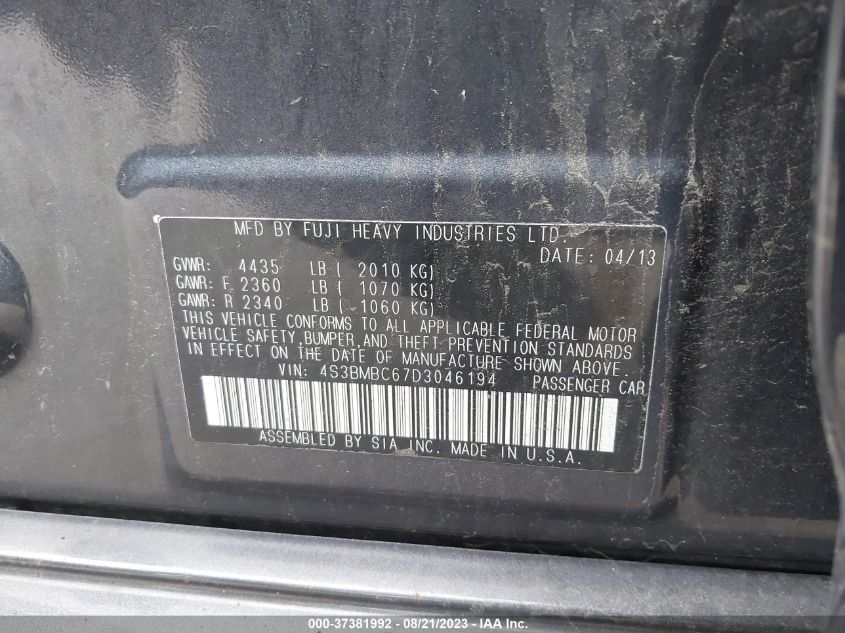 MFD BY FUJI HEAVY INDUSTRIES LTD.
DATE: 04/13
GVWR: 4435 LB ( 2010 KG)
GAWR: F 2360 LB ( 1070 KG)
GAWR: R 2340 LB ( 1060 KG)
THIS VEHICLE CONFORMS TO ALL APPLICABLE FEDERAL MOTOR
VEHICLE SAFETY, BUMPER, AND THEFT PREVENTION STANDARDS
IN EFFECT ON THE DATE OF MANUFACTURE SHOWN ABOVE.
VIN: 4S3BMBC67D3046194 PASSENGER CAR
ASSEMBLED BY SIA INC. MADE IN U.S.A.
000-37381992 - 08/21/2023 - IAA Inc.